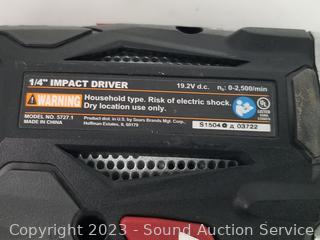 1/4" IMPACT DRIVER 19.2V d.c. n₀: 0-2,500/min
Household type. Risk of electric shock.
Dry location use only.
MODEL NO. 5727.1 Product dist. in U.S. by Sears Brands Mgt. Corp.,
MADE IN CHINA Hoffman Estates, IL 60179
S1504 03722
Copyright 2023 - Sound Auction Service